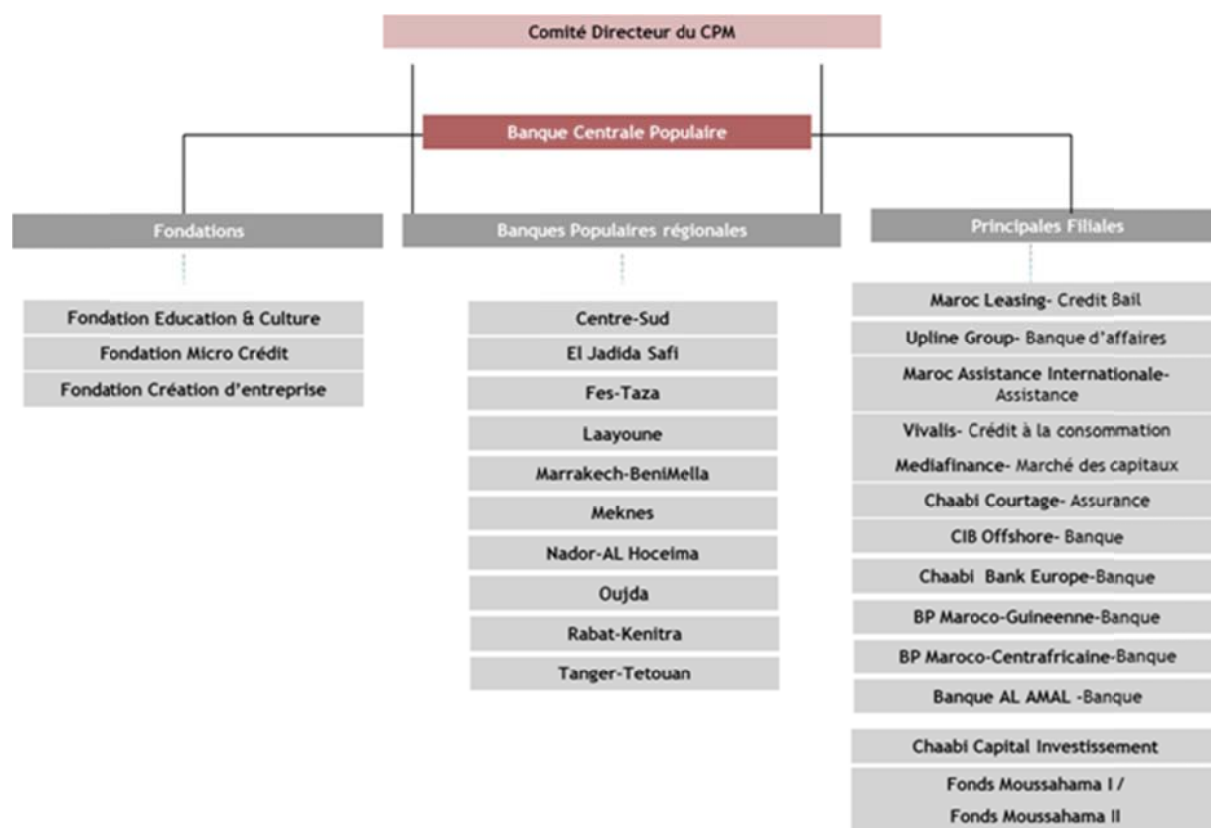 Comité Directeur du CPM
Banque Centrale Populaire
Fondations
Banques Populaires régionales
Principales Filiales
Fondation Education & Culture
Fondation Micro Crédit
Fondation Création d'entreprise
Centre-Sud
El Jadida Safi
Fes-Taza
Laayoune
Marrakech-BeniMella
Meknes
Nador-AL Hoceima
Oujda
Rabat-Kenitra
Tanger-Tetouan
Maroc Leasing- Credit Bail
Upline Group- Banque d'affaires
Maroc Assistance Internationale-
Assistance
Vivalis- Crédit à la consommation
Mediafinance- Marché des capitaux
Chaabi Courtage- Assurance
CIB Offshore- Banque
Chaabi Bank Europe-Banque
BP Maroco-Guineenne-Banque
BP Maroco-Centrafricaine-Banque
Banque AL AMAL -Banque
Chaabi Capital Investissement
Fonds Moussahama I /
Fonds Moussahama II